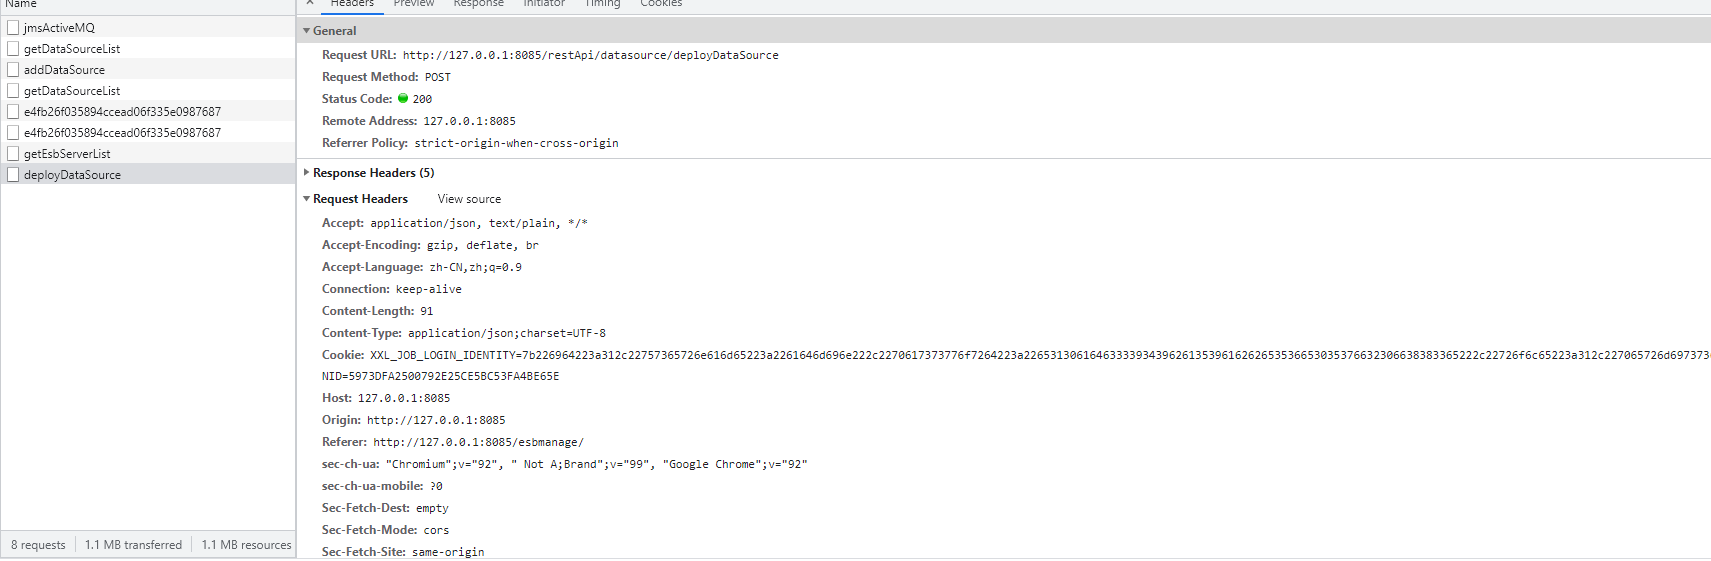 Name
jmsActiveMQ
getDataSourceList
addDataSource
getDataSourceList
e4fb26f035894ccead06f335e0987687
e4fb26f035894ccead06f335e0987687
getEsbServerList
deployDataSource
8 requests 1.1 MB transferred 1.1 MB resources
× Headers Preview Response Initiator Timing Cookies
General
Request URL: http://127.0.0.1:8085/restApi/datasource/deployDataSource
Request Method: POST
Status Code: 200
Remote Address: 127.0.0.1:8085
Referrer Policy: strict-origin-when-cross-origin
Response Headers (5)
Request Headers View source
Accept: application/json, text/plain, */*
Accept-Encoding: gzip, deflate, br
Accept-Language: zh-CN,zh;q=0.9
Connection: keep-alive
Content-Length: 91
Content-Type: application/json;charset=UTF-8
Cookie: XXL_JOB_LOGIN_IDENTITY=7b226964223a312c22757365726e616d65223a2261646d696e222c2270617373776f7264223a226531306164633339343962613539616262653536653035376632306638383365222c22726f6c65223a312c227065726d697373
NID=5973DFA2500792E25CE5BC53FA4BE65E
Host: 127.0.0.1:8085
Origin: http://127.0.0.1:8085
Referer: http://127.0.0.1:8085/esbmanage/
sec-ch-ua: "Chromium";v="92", " Not A;Brand";v="99", "Google Chrome";v="92"
sec-ch-ua-mobile: ?0
Sec-Fetch-Dest: empty
Sec-Fetch-Mode: cors
Sec-Fetch-Site: same-origin